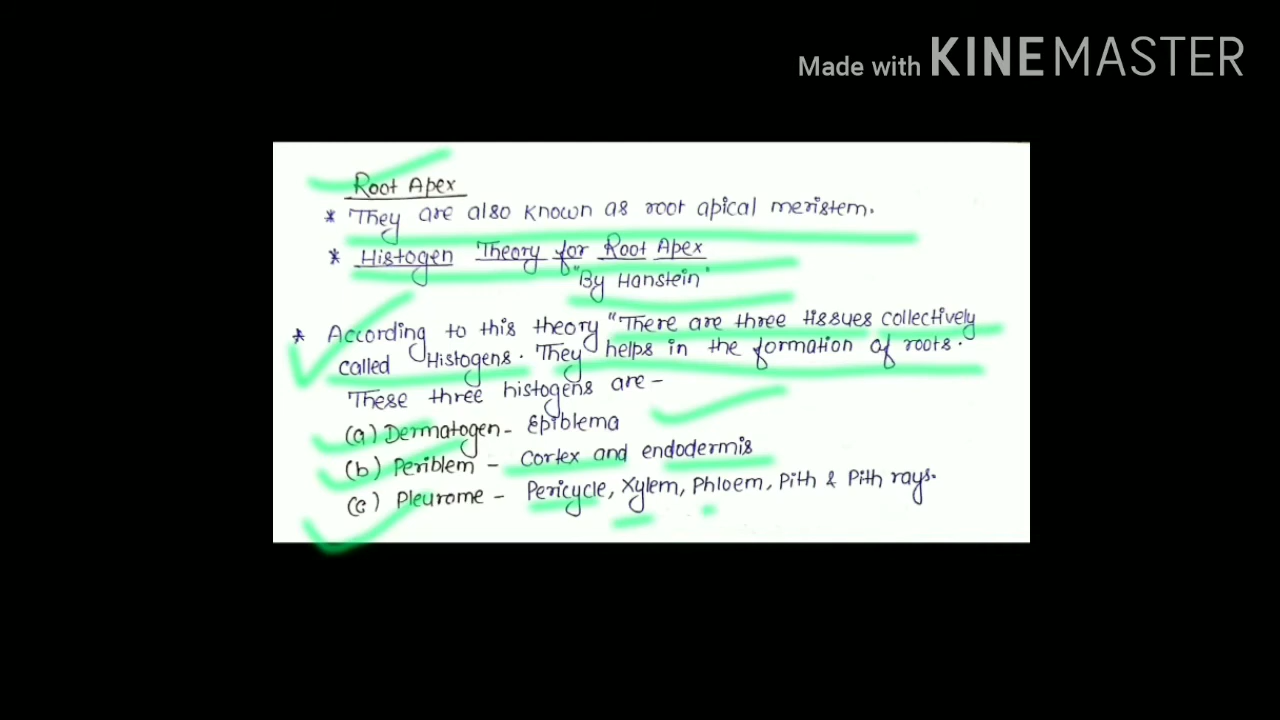 Made with KINEMASTER
Root Apex
* They are also known as root apical meristem.
* Histogen Theory for Root Apex
"By Hanstein"
* According to this theory "There are three tissues collectively
called Histogens. They helps in the formation of roots.
These three histogens are -
(a) Dermatogen - Epiblema
(b) Periblem - Cortex and endodermis
(c) Pleurome - Pericycle, Xylem, Phloem, Pith & Pith rays.